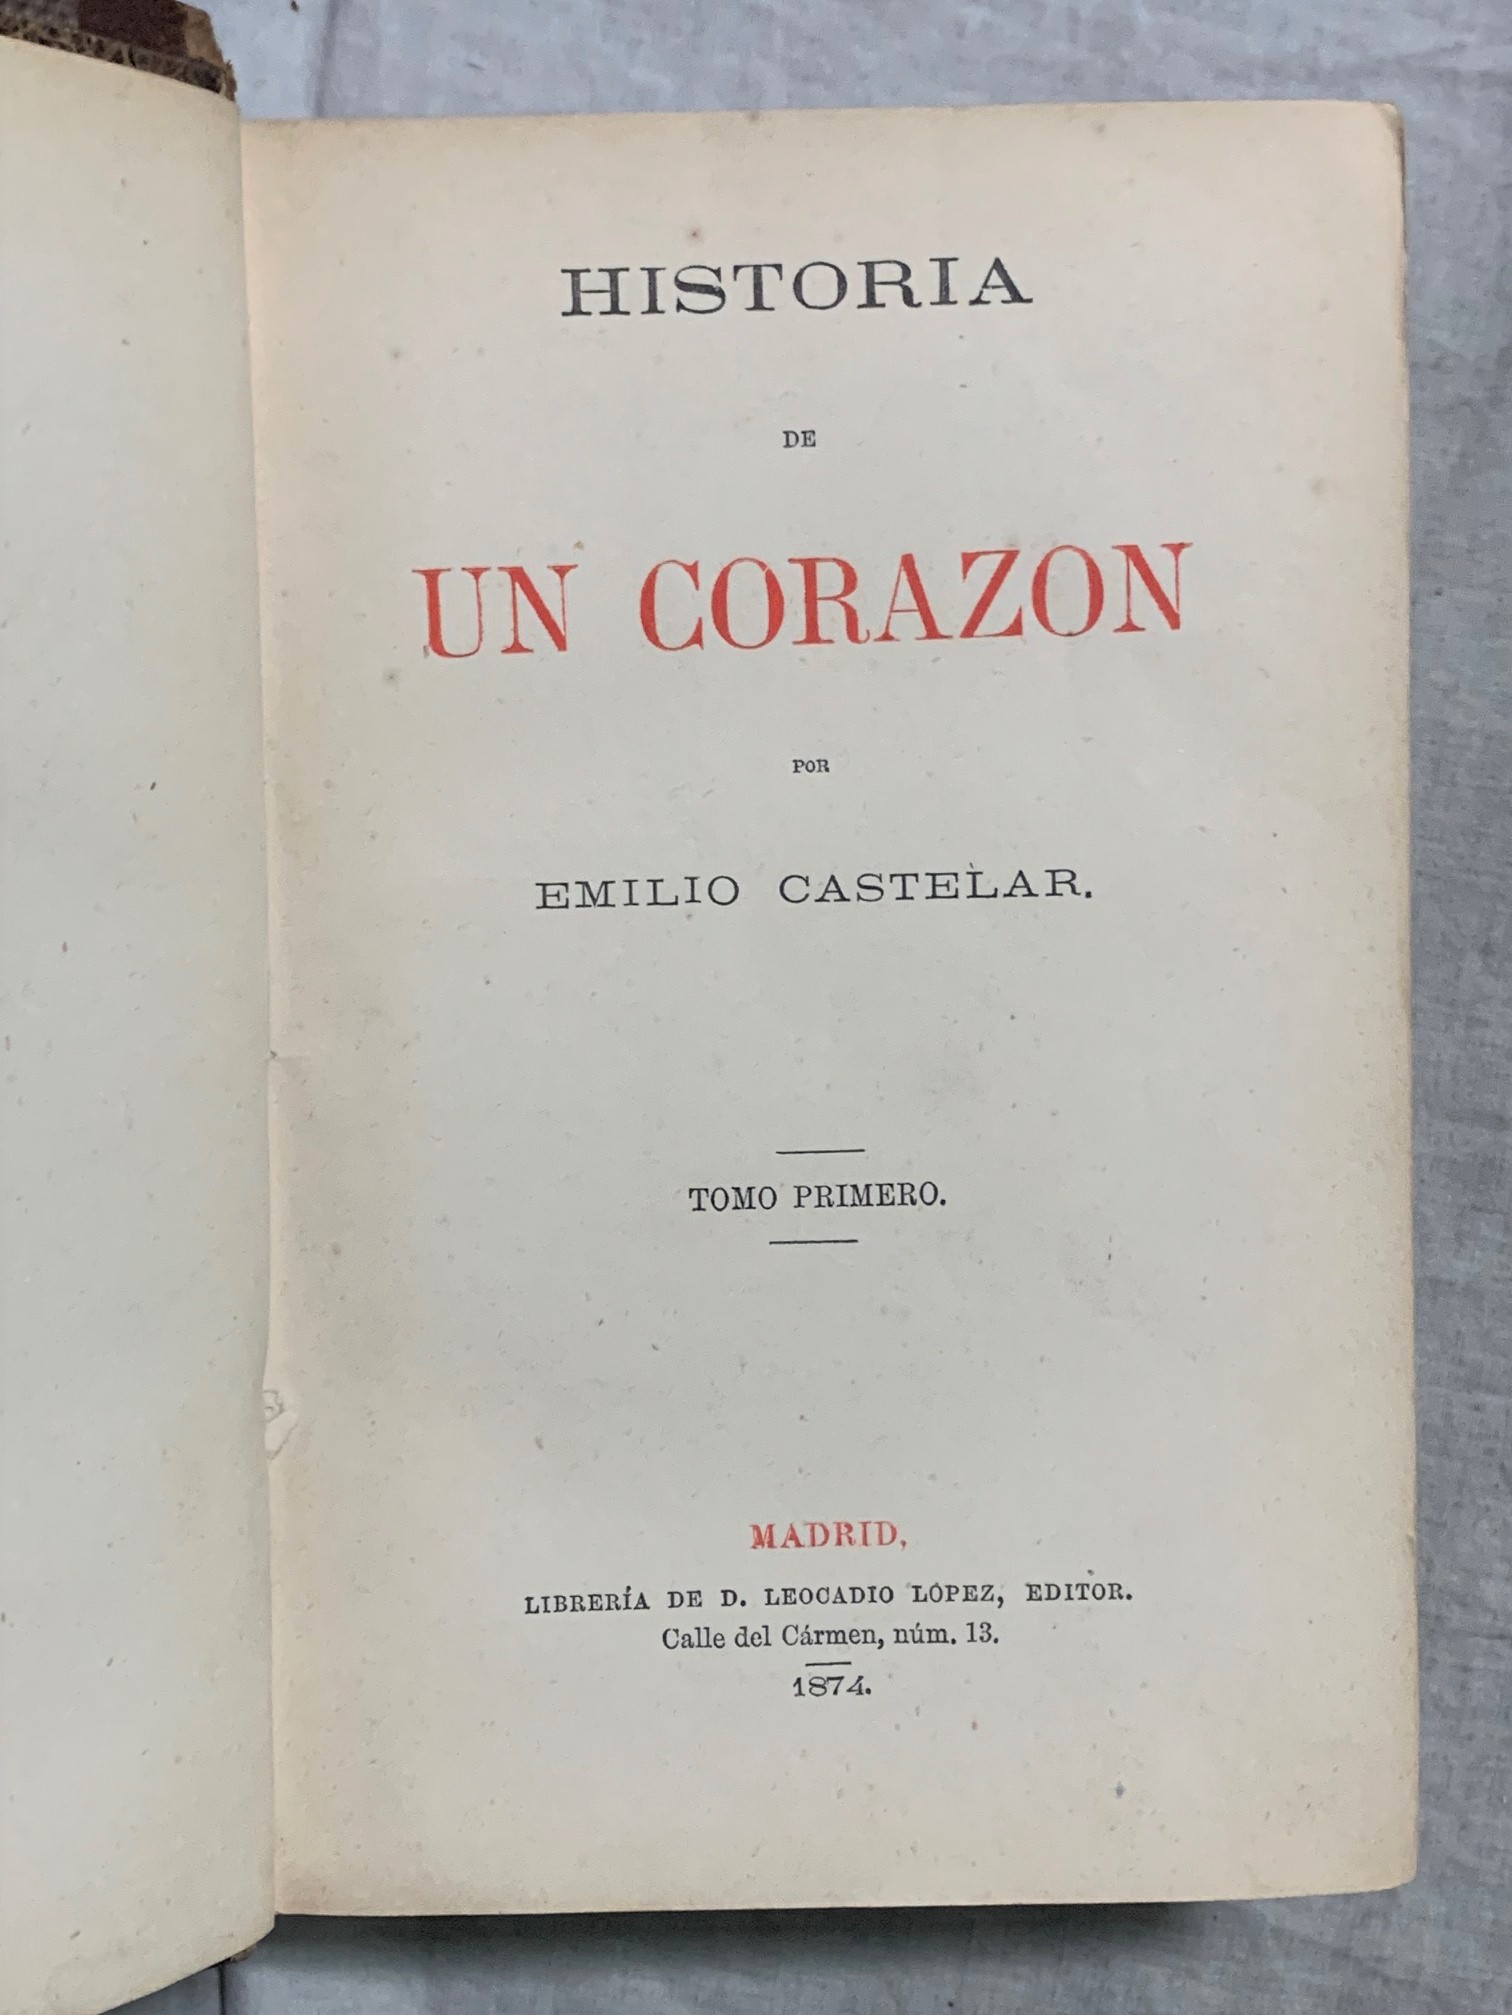 HISTORIA
DE
UN CORAZON
POR
EMILIO CASTELAR.
TOMO PRIMERO.
MADRID,
LIBRERÍA DE D. LEOCADIO LÓPEZ, EDITOR.
Calle del Cármen, núm. 13.
1874.